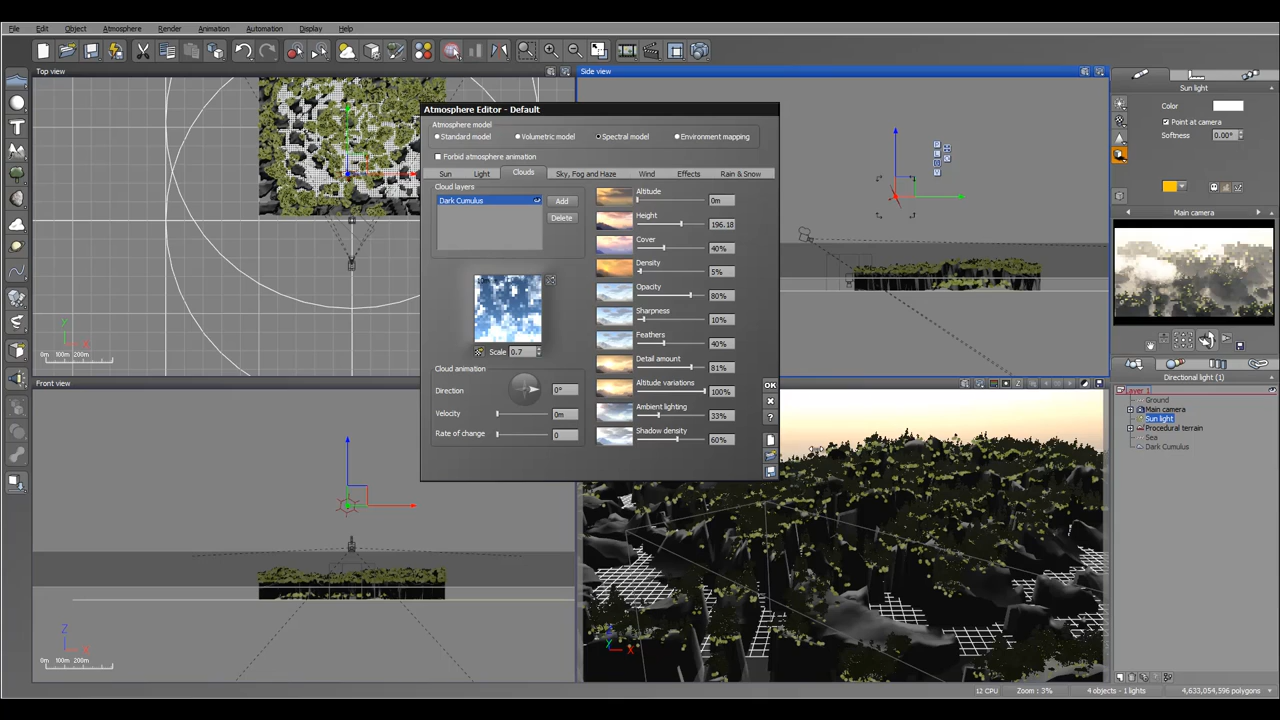 File Edit Object Atmosphere Render Animation Automation Display Help
Top view
Side view
Sun light
Color
Point at camera
Softness 0.00°
Main camera
Atmosphere Editor - Default
Atmosphere model
Standard model Volumetric model Spectral model Environment mapping
Forbid atmosphere animation
Sun Light Clouds Sky, Fog and Haze Wind Effects Rain & Snow
Cloud layers
Dark Cumulus
Add
Delete
Scale 0.7
Cloud animation
Direction 0°
Velocity 0m
Rate of change 0
Altitude 0m
Height 196.18
Cover 40%
Density 5%
Opacity 80%
Sharpness 10%
Feathers 40%
Detail amount 81%
Altitude variations 100%
Ambient lighting 33%
Shadow density 60%
OK
?
Y
0m 100m 200m
Front view
Z
0m 100m 200m
X
Directional light (1)
Layer 1
Ground
Main camera
Sun light
Procedural terrain
Sea
Dark Cumulus
12 CPU Zoom : 3% 4 objects - 1 lights 4,633,054,596 polygons